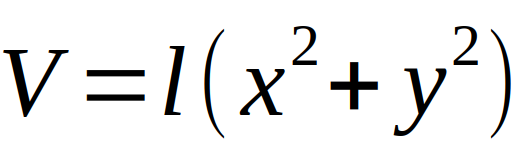 V = l(x² + y²)